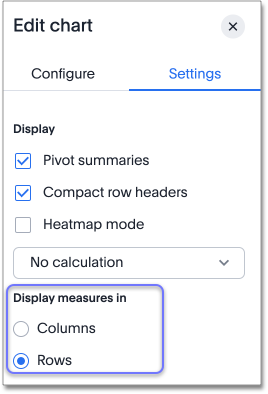 Edit chart
Configure
Settings
Display
Pivot summaries
Compact row headers
Heatmap mode
No calculation
Display measures in
Columns
Rows